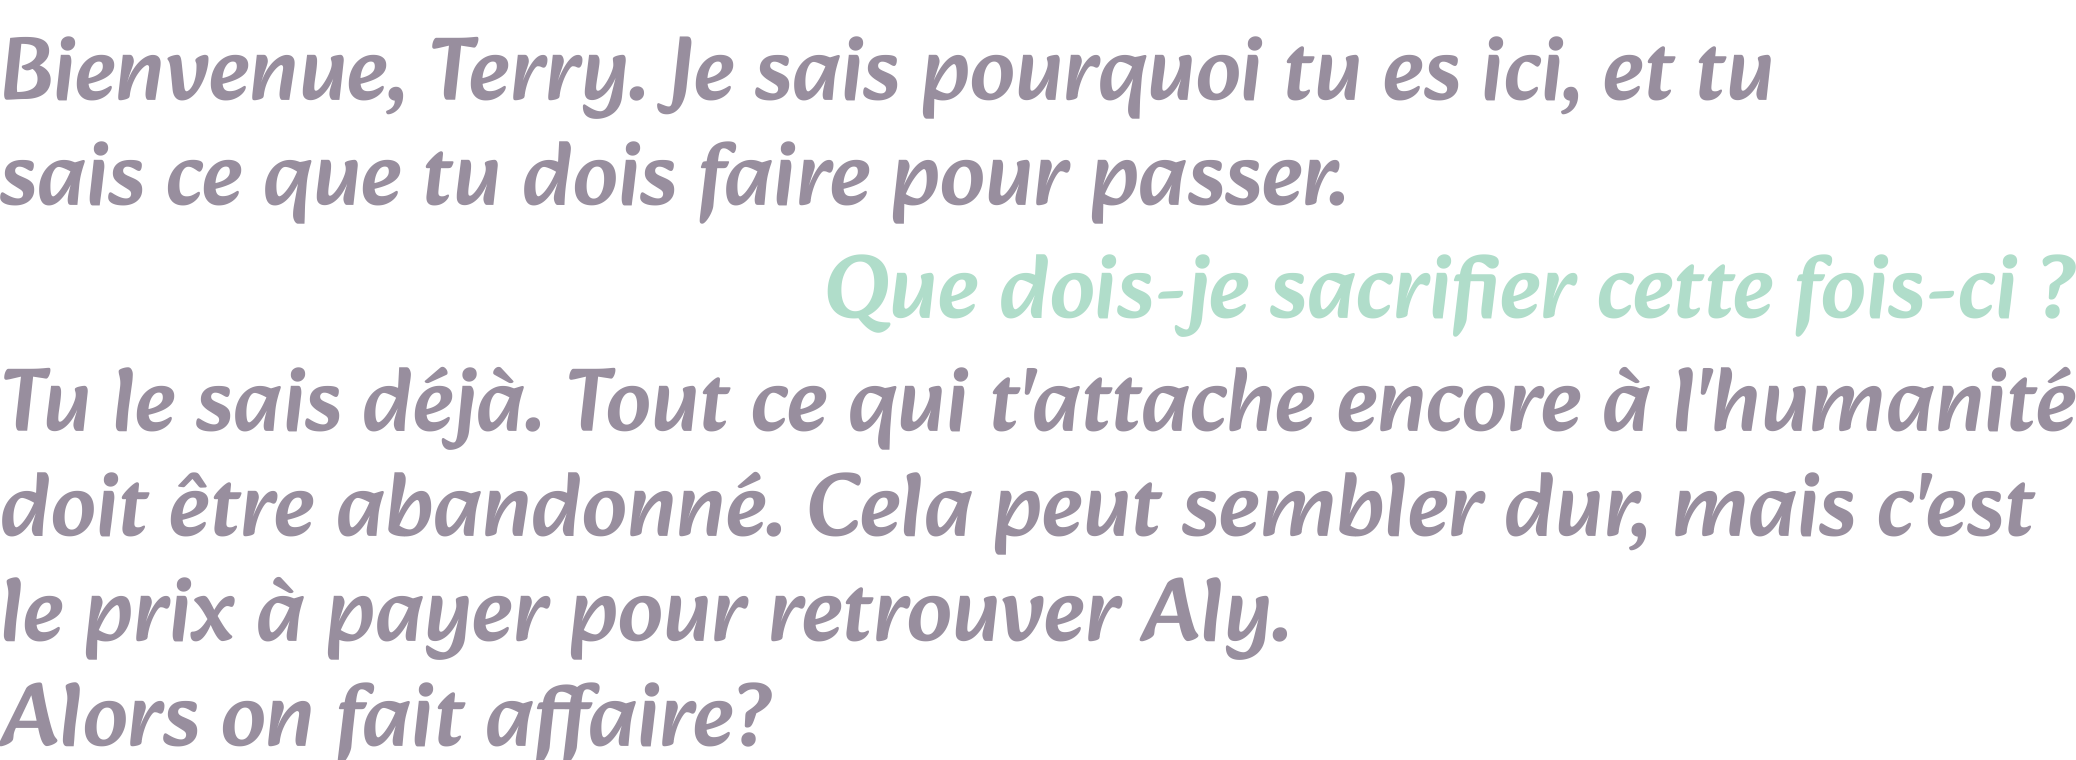 Bienvenue, Terry. Je sais pourquoi tu es ici, et tu
sais ce que tu dois faire pour passer.
Que dois-je sacrifier cette fois-ci ?
Tu le sais déjà. Tout ce qui t'attache encore à l'humanité
doit être abandonné. Cela peut sembler dur, mais c'est
le prix à payer pour retrouver Aly.
Alors on fait affaire?